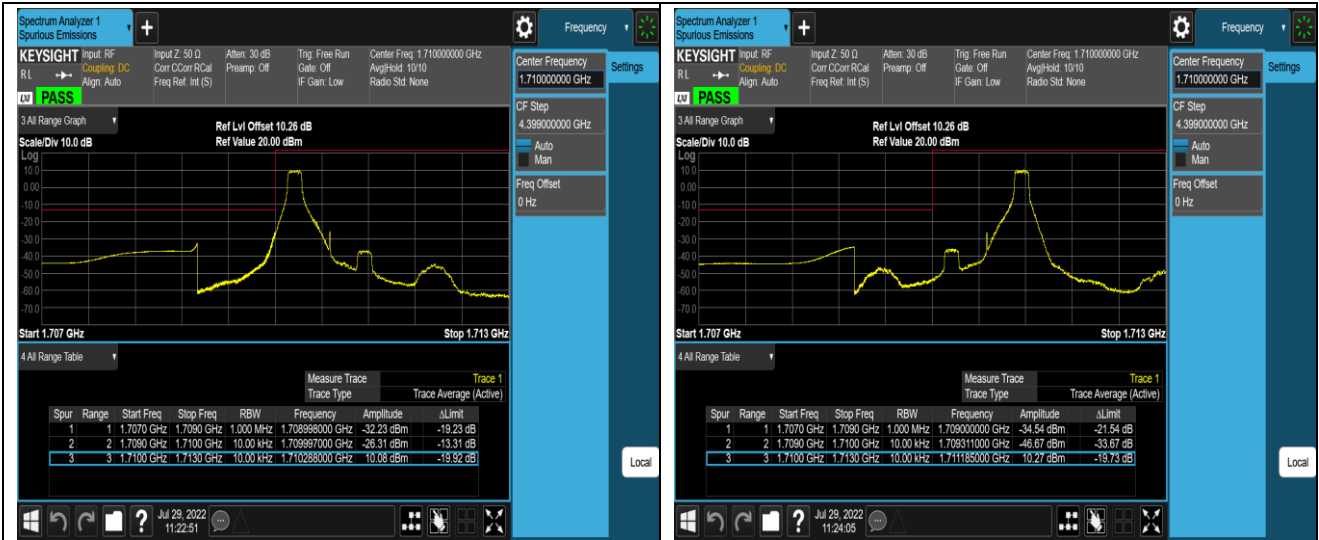 Spectrum Analyzer 1
Spurious Emissions
+
Frequency
KEYSIGHT
RL
PASS
Input: RF
Coupling: DC
Align: Auto
Input Z: 50 Ω
Corr CCorr RCal
Freq Ref: Int (S)
Atten: 30 dB
Preamp: Off
Trig: Free Run
Gate: Off
IF Gain: Low
Center Freq: 1.710000000 GHz
Avg|Hold: 10/10
Radio Std: None
Center Frequency
1.710000000 GHz
Settings
CF Step
4.399000000 GHz
Auto
Man
Freq Offset
0 Hz
3 All Range Graph
Ref Lvl Offset 10.26 dB
Scale/Div 10.0 dB
Ref Value 20.00 dBm
Log
10.0
0.00
-10.0
-20.0
-30.0
-40.0
-50.0
-60.0
-70.0
Start 1.707 GHz
Stop 1.713 GHz
4 All Range Table
Measure Trace Trace 1
Trace Type Trace Average (Active)
Spur Range Start Freq Stop Freq RBW Frequency Amplitude ΔLimit
1 1 1.7070 GHz 1.7090 GHz 1.000 MHz 1.708998000 GHz -32.23 dBm -19.23 dB
2 2 1.7090 GHz 1.7100 GHz 10.00 kHz 1.709997000 GHz -26.31 dBm -13.31 dB
3 3 1.7100 GHz 1.7130 GHz 10.00 kHz 1.710288000 GHz 10.08 dBm -19.92 dB
Local
?
Jul 29, 2022
11:22:51
Spectrum Analyzer 1
Spurious Emissions
+
Frequency
KEYSIGHT
RL
PASS
Input: RF
Coupling: DC
Align: Auto
Input Z: 50 Ω
Corr CCorr RCal
Freq Ref: Int (S)
Atten: 30 dB
Preamp: Off
Trig: Free Run
Gate: Off
IF Gain: Low
Center Freq: 1.710000000 GHz
Avg|Hold: 10/10
Radio Std: None
Center Frequency
1.710000000 GHz
Settings
CF Step
4.399000000 GHz
Auto
Man
Freq Offset
0 Hz
3 All Range Graph
Ref Lvl Offset 10.26 dB
Scale/Div 10.0 dB
Ref Value 20.00 dBm
Log
10.0
0.00
-10.0
-20.0
-30.0
-40.0
-50.0
-60.0
-70.0
Start 1.707 GHz
Stop 1.713 GHz
4 All Range Table
Measure Trace Trace 1
Trace Type Trace Average (Active)
Spur Range Start Freq Stop Freq RBW Frequency Amplitude ΔLimit
1 1 1.7070 GHz 1.7090 GHz 1.000 MHz 1.709000000 GHz -34.54 dBm -21.54 dB
2 2 1.7090 GHz 1.7100 GHz 10.00 kHz 1.709311000 GHz -46.67 dBm -33.67 dB
3 3 1.7100 GHz 1.7130 GHz 10.00 kHz 1.711185000 GHz 10.27 dBm -19.73 dB
Local
?
Jul 29, 2022
11:24:05